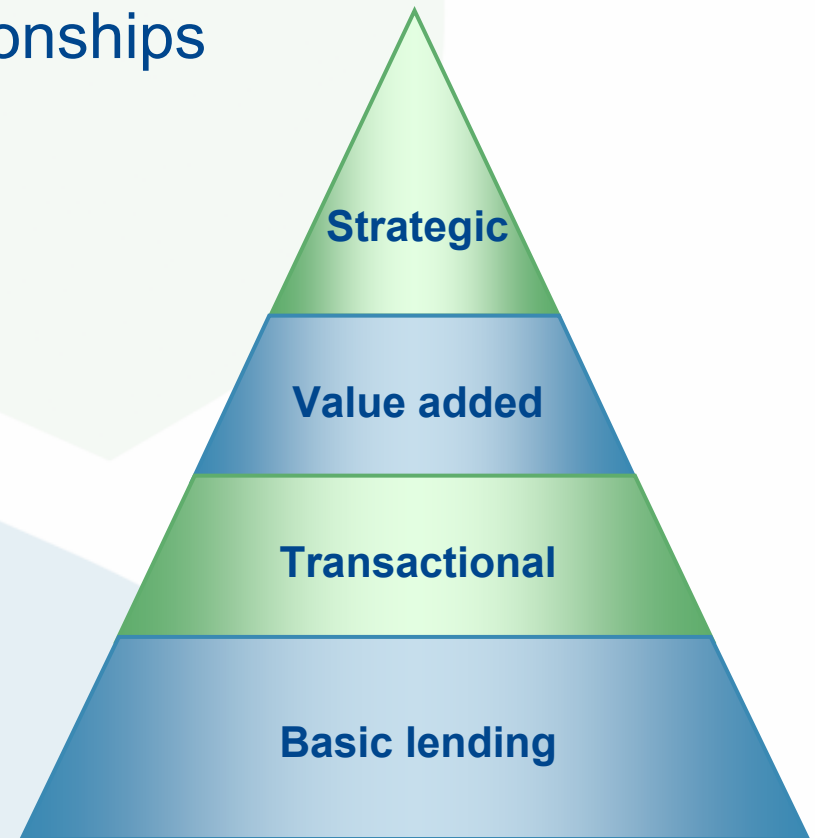 onships
Strategic
Value added
Transactional
Basic lending